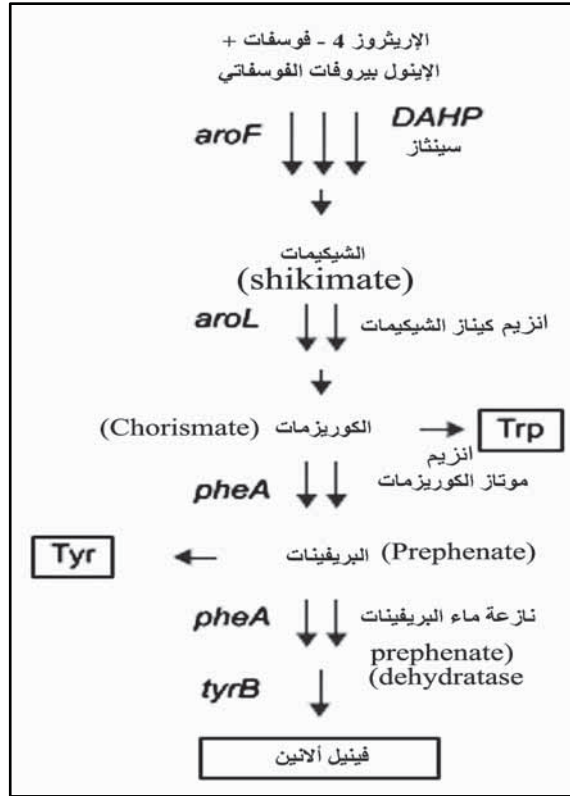 الإريثروز 4 - فوسفات +
الإينول بيروفات الفوسفاتي
aroF
DAHP
سينثاز
الشيكيمات
(shikimate)
aroL
انزيم كيناز الشيكيمات
الكوريزمات (Chorismate)
Trp
انزيم
موتاز الكوريزمات
pheA
Tyr
البريفينات (Prephenate)
pheA
نازعة ماء البريفينات
prephenate)
(dehydratase
tyrB
فينيل ألانين